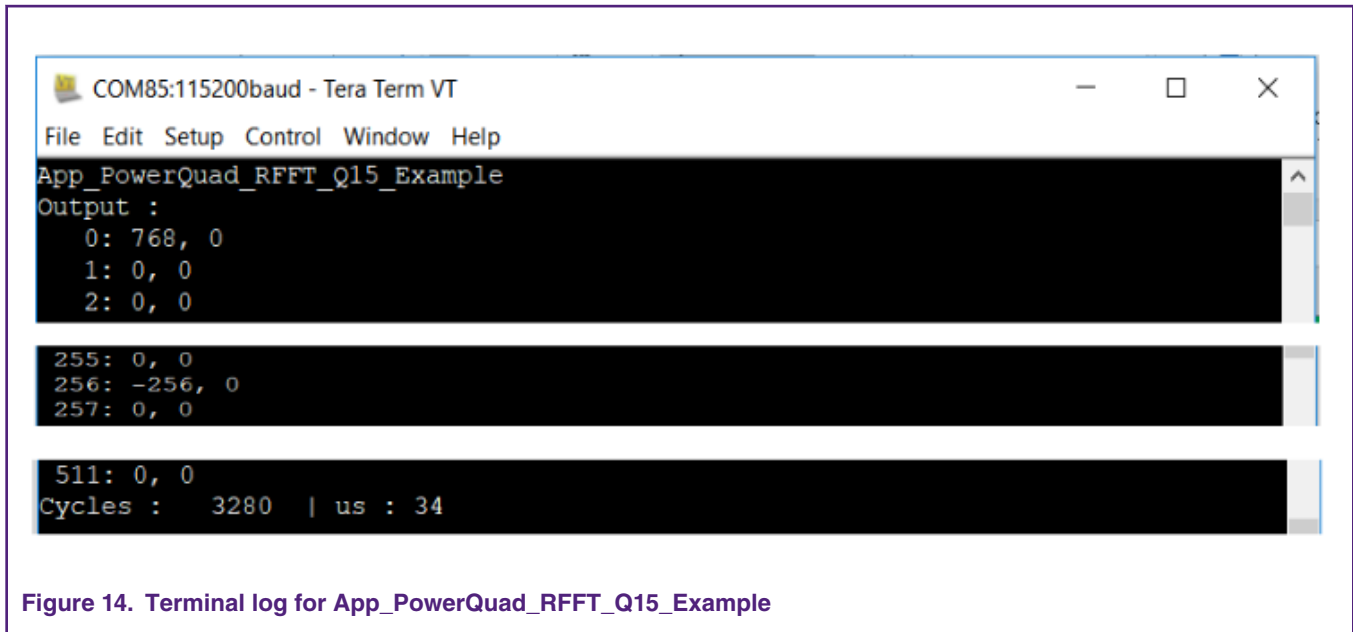 COM85:115200baud - Tera Term VT
File Edit Setup Control Window Help
App_PowerQuad_RFFT_Q15_Example
Output :
0: 768, 0
1: 0, 0
2: 0, 0
255: 0, 0
256: -256, 0
257: 0, 0
511: 0, 0
Cycles : 3280 | us : 34
Figure 14. Terminal log for App_PowerQuad_RFFT_Q15_Example